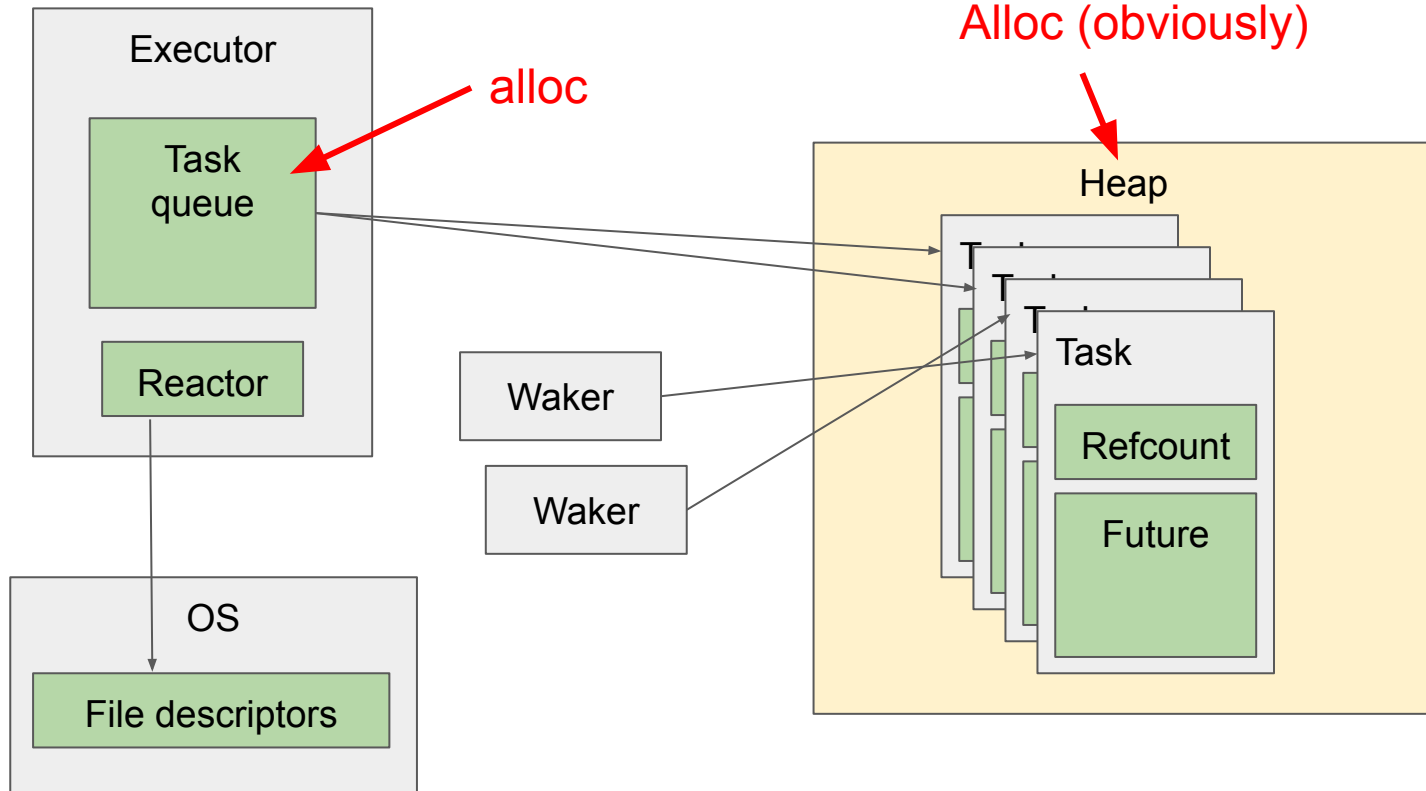 Executor
Task
queue
Reactor
OS
File descriptors
alloc
Waker
Waker
Alloc (obviously)
Heap
Task
Refcount
Future